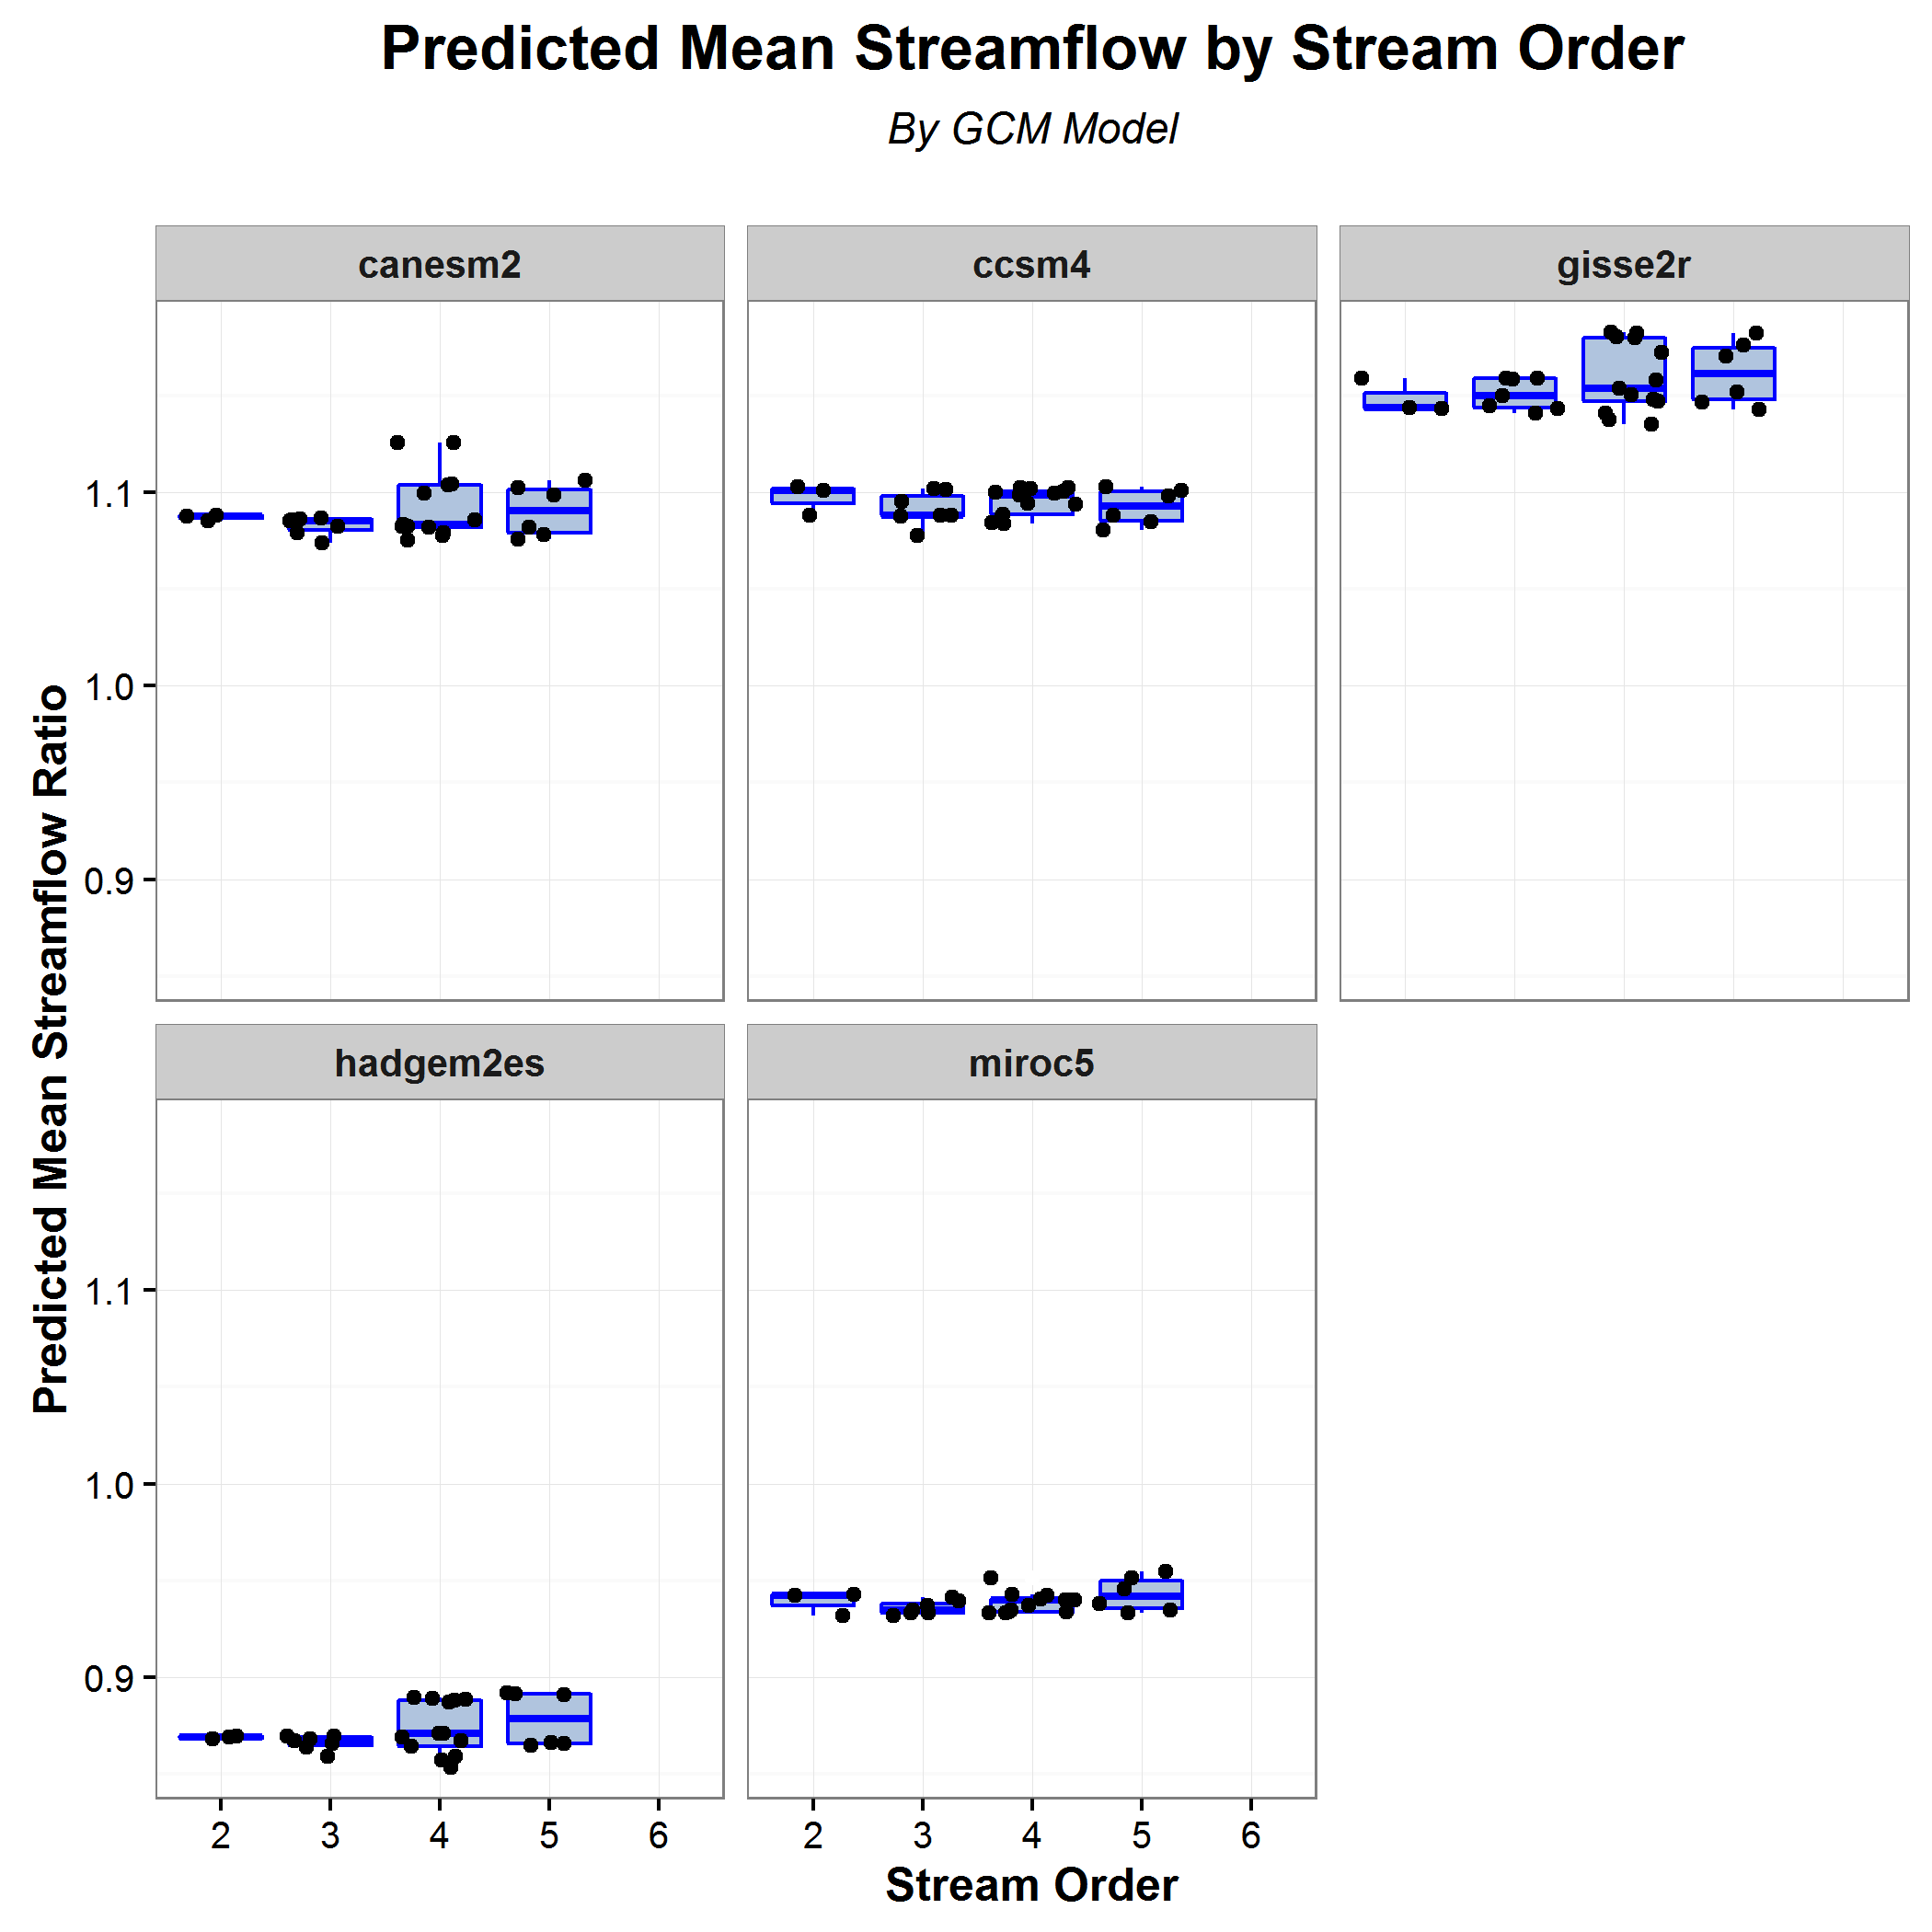 Predicted Mean Streamflow by Stream Order
By GCM Model
canesm2
ccsm4
gisse2r
1.1
1.0
0.9
Predicted Mean Streamflow Ratio
hadgem2es
miroc5
1.1
1.0
0.9
2 3 4 5 6
2 3 4 5 6
Stream Order